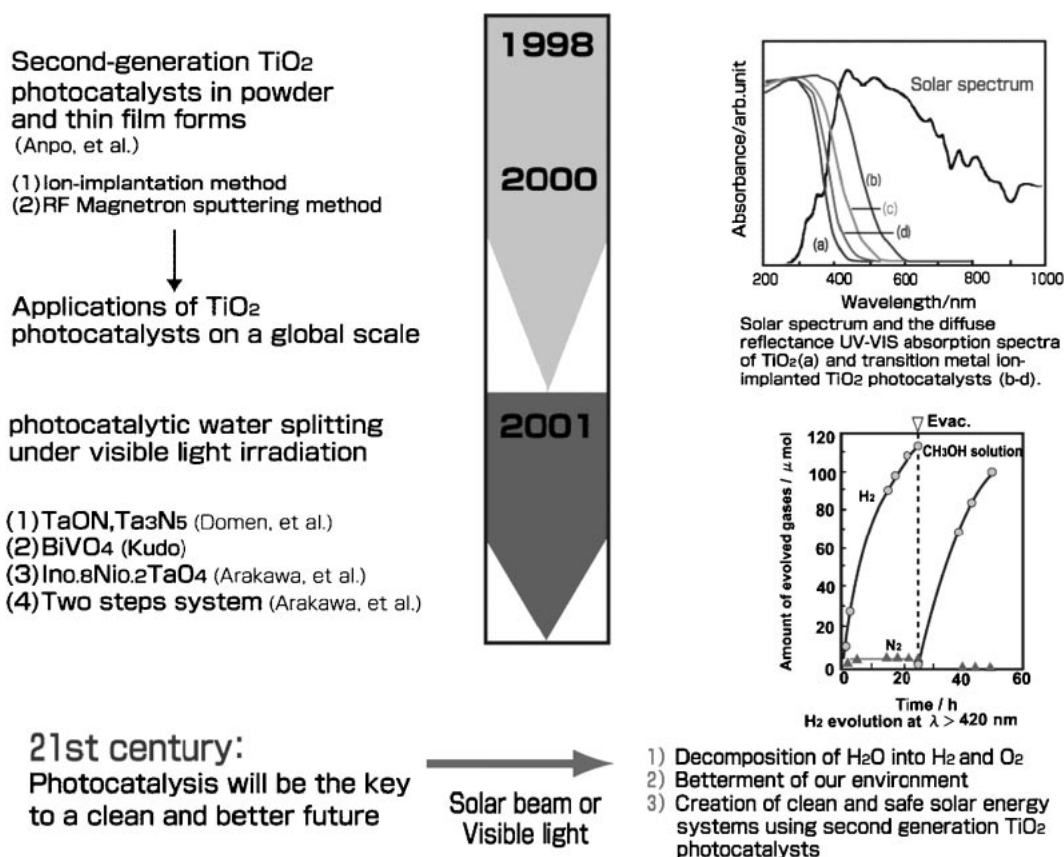 1998
Second-generation TiO₂
photocatalysts in powder
and thin film forms
(Anpo, et al.)
2000
(1) Ion-implantation method
(2) RF Magnetron sputtering method
Applications of TiO₂
photocatalysts on a global scale
Absorbance/arb.unit
Solar spectrum
(a)
(b)
(c)
(d)
200 400 600 800 1000
Wavelength/nm
Solar spectrum and the diffuse
reflectance UV-VIS absorption spectra
of TiO₂(a) and transition metal ion-
implanted TiO₂ photocatalysts (b-d).
2001
photocatalytic water splitting
under visible light irradiation
(1) TaON,Ta₃N₅ (Domen, et al.)
(2) BiVO₄ (Kudo)
(3) In₀.₈Ni₀.₂TaO₄ (Arakawa, et al.)
(4) Two steps system (Arakawa, et al.)
Evac.
CH₃OH solution
H₂
N₂
Amount of evolved gases / μ mol
120
100
80
60
40
20
0
0 20 40 60
Time / h
H₂ evolution at λ > 420 nm
21st century:
Photocatalysis will be the key
to a clean and better future
Solar beam or
Visible light
1) Decomposition of H₂O into H₂ and O₂
2) Betterment of our environment
3) Creation of clean and safe solar energy
systems using second generation TiO₂
photocatalysts